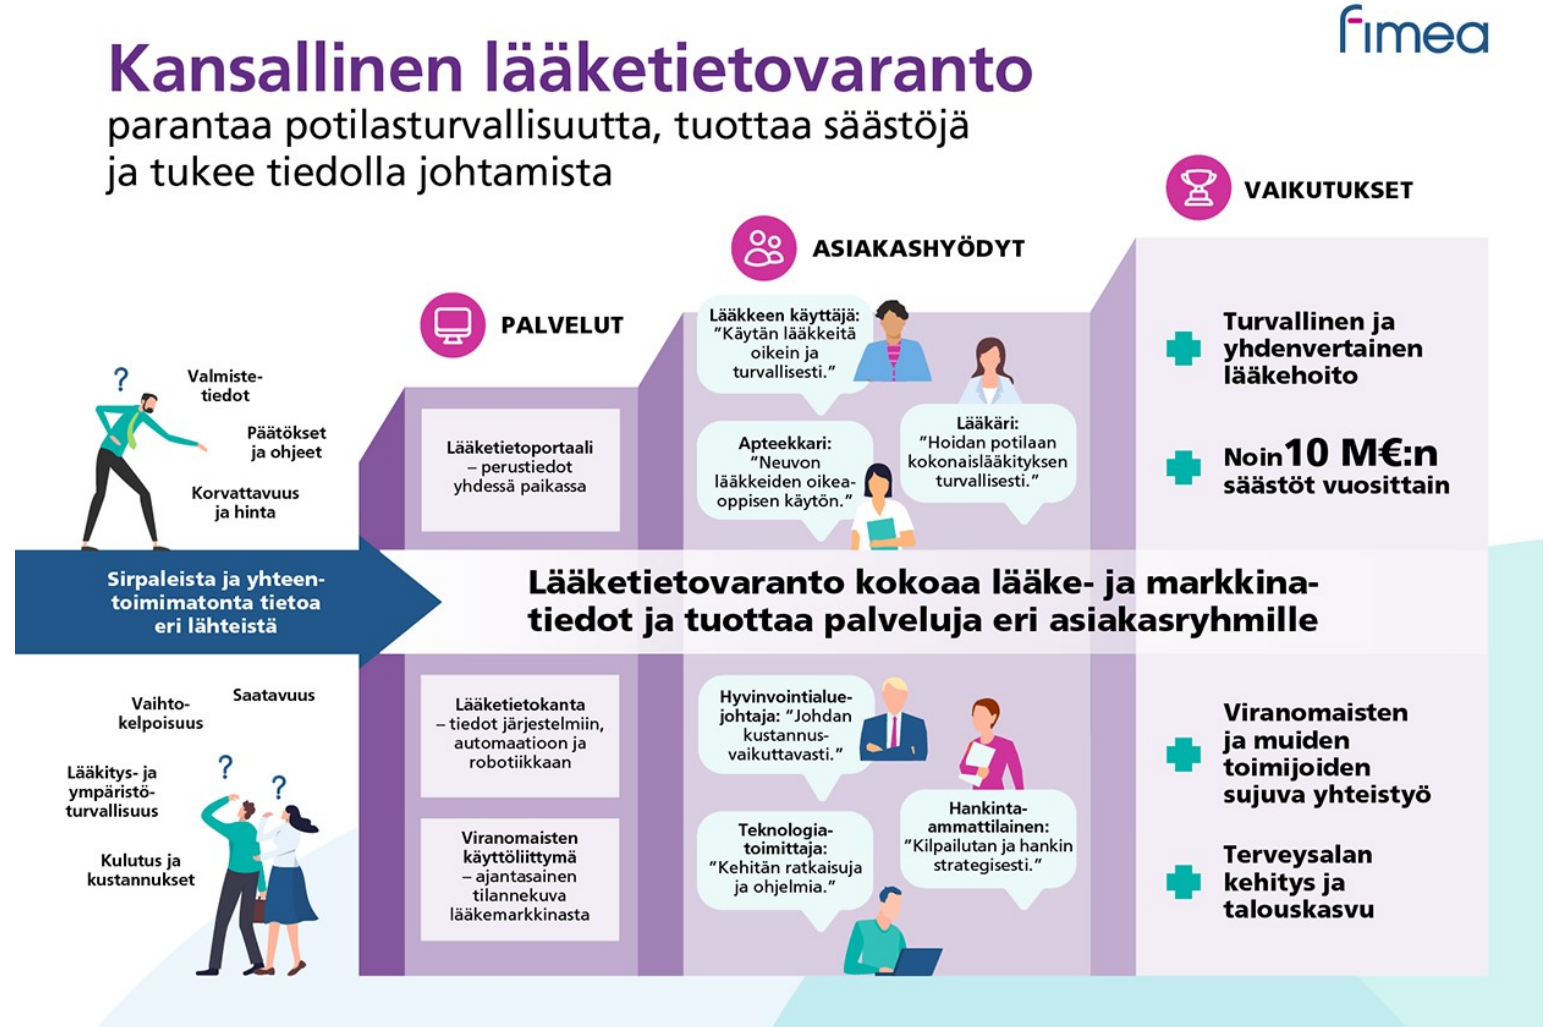 fimea
Kansallinen lääketietovaranto
parantaa potilasturvallisuutta, tuottaa säästöjä
ja tukee tiedolla johtamista
?
Valmiste-
tiedot
Päätökset
ja ohjeet
Korvattavuus
ja hinta
Sirpaleista ja yhteen-
toimimatonta tietoa
eri lähteistä
Vaihto-
kelpoisuus
Saatavuus
Lääkitys- ja
ympäristö-
turvallisuus
?
?
Kulutus ja
kustannukset
PALVELUT
Lääketietoportaali
– perustiedot
yhdessä paikassa
Lääketietovaranto kokoaa lääke- ja markkina-
tiedot ja tuottaa palveluja eri asiakasryhmille
Lääketietokanta
– tiedot järjestelmiin,
automaatioon ja
robotiikkaan
Viranomaisten
käyttöliittymä
– ajantasainen
tilannekuva
lääkemarkkinasta
ASIAKASHYÖDYT
Lääkkeen käyttäjä:
”Käytän lääkkeitä
oikein ja
turvallisesti.”
Lääkäri:
”Hoidan potilaan
kokonaislääkityksen
turvallisesti.”
Apteekkari:
”Neuvon
lääkkeiden oikea-
oppisen käytön.”
Hyvinvointialue-
johtaja: ”Johdan
kustannus-
vaikuttavasti.”
Hankinta-
ammattilainen:
”Kilpailutan ja hankin
strategisesti.”
Teknologia-
toimittaja:
”Kehitän ratkaisuja
ja ohjelmia.”
VAIKUTUKSET
Turvallinen ja
yhdenvertainen
lääkehoito
Noin 10 M€:n
säästöt vuosittain
Viranomaisten
ja muiden
toimijoiden
sujuva yhteistyö
Terveysalan
kehitys ja
talouskasvu